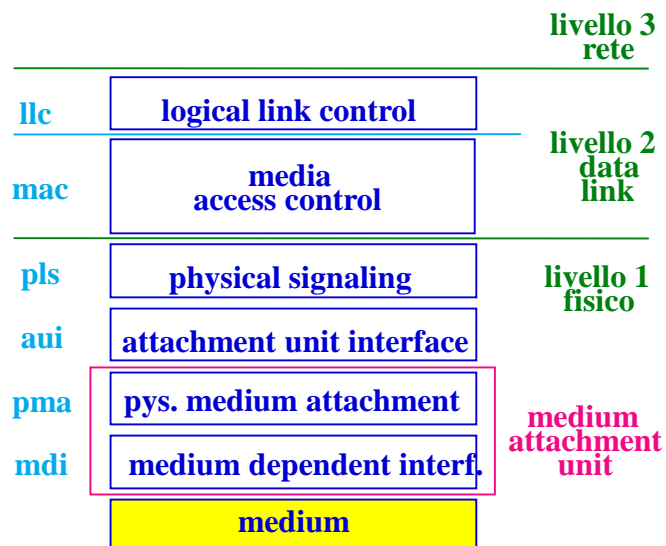 livello 3
rete
llc
logical link control
livello 2
data
link
mac
media
access control
pls
physical signaling
livello 1
fisico
aui
attachment unit interface
pma
pys. medium attachment
medium
attachment
unit
mdi
medium dependent interf.
medium